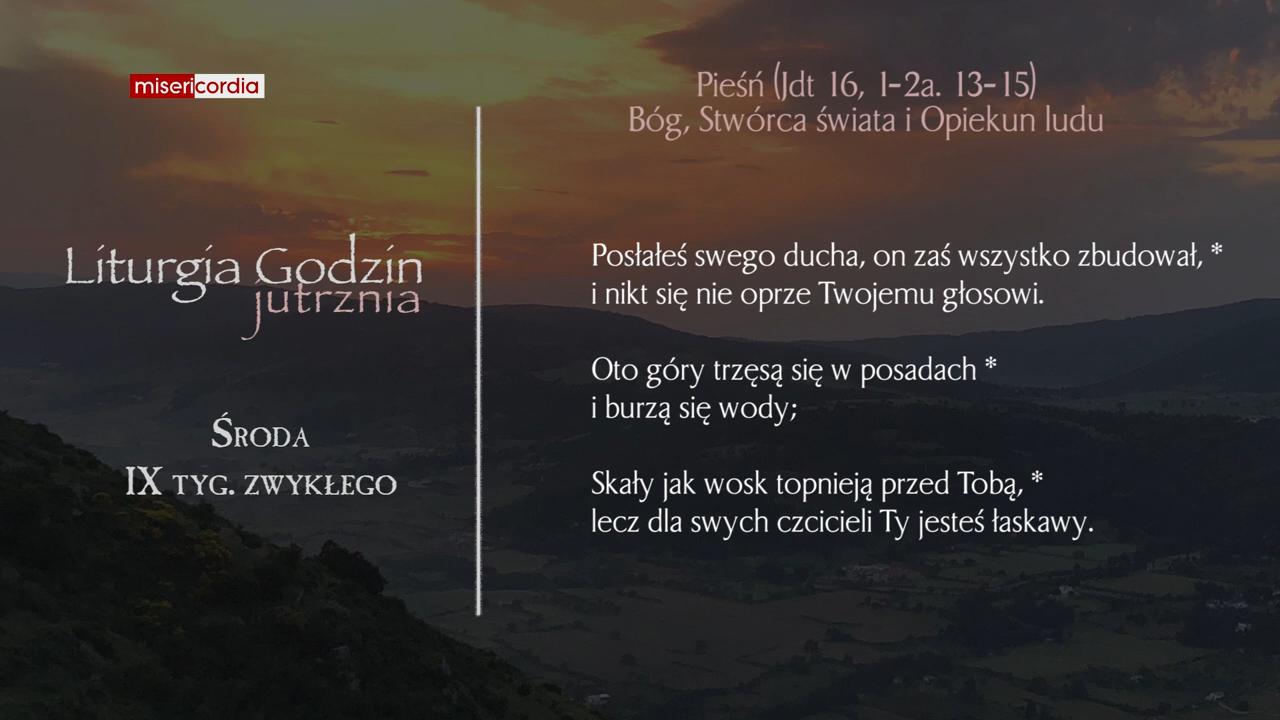 misericordia
Liturgia Godzin
jutrznia
Środa
IX tyg. zwykłego
Pieśń (Jdt 16, 1-2a. 13-15)
Bóg, Stwórca świata i Opiekun ludu
Posłałeś swego ducha, on zaś wszystko zbudował, *
i nikt się nie oprze Twojemu głosowi.
Oto góry trzęsą się w posadach *
i burzą się wody;
Skały jak wosk topnieją przed Tobą, *
lecz dla swych czcicieli Ty jesteś łaskawy.